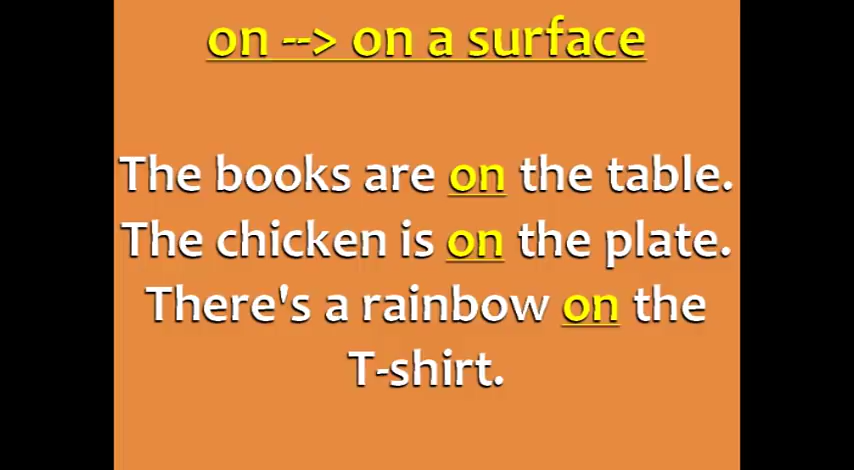 on --> on a surface
The books are on the table.
The chicken is on the plate.
There's a rainbow on the
T-shirt.